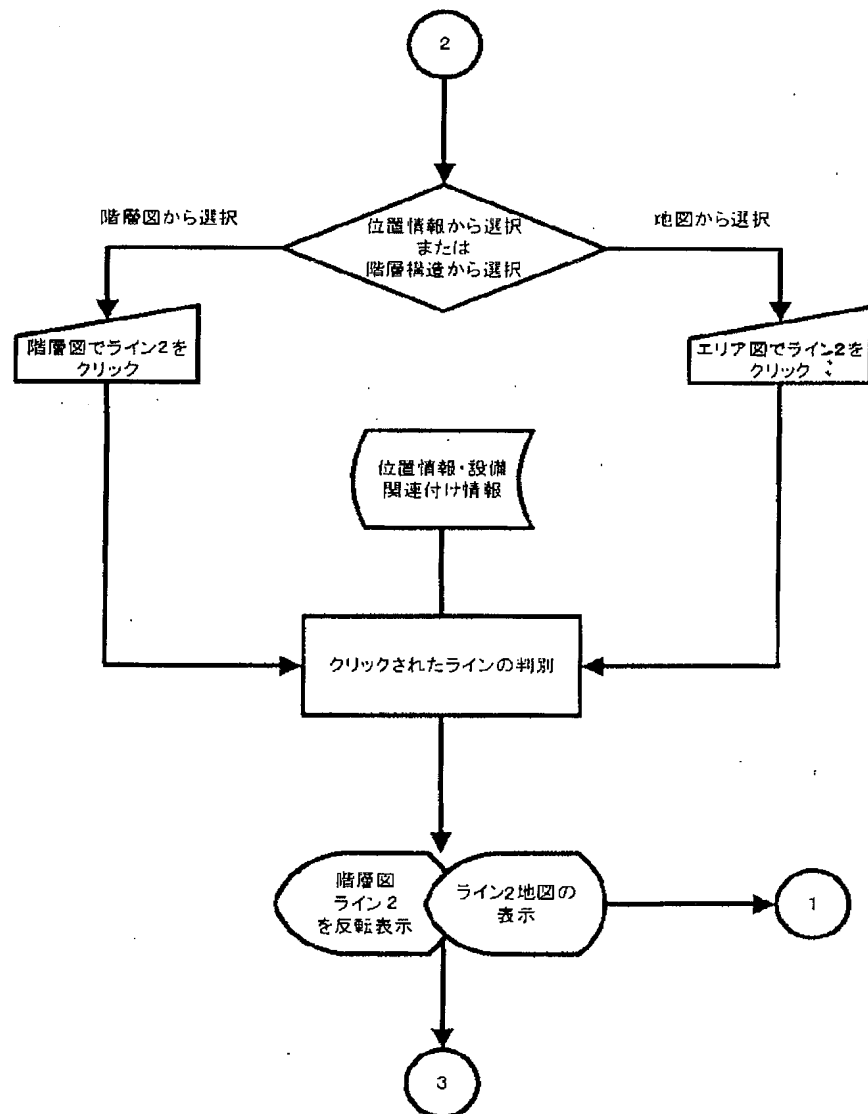 2
階層図から選択
位置情報から選択
または
階層構造から選択
地図から選択
階層図でライン2を
クリック
エリア図でライン2を
クリック
位置情報・設備
関連付け情報
クリックされたラインの判別
階層図
ライン2
を反転表示
ライン2地図の
表示
1
3